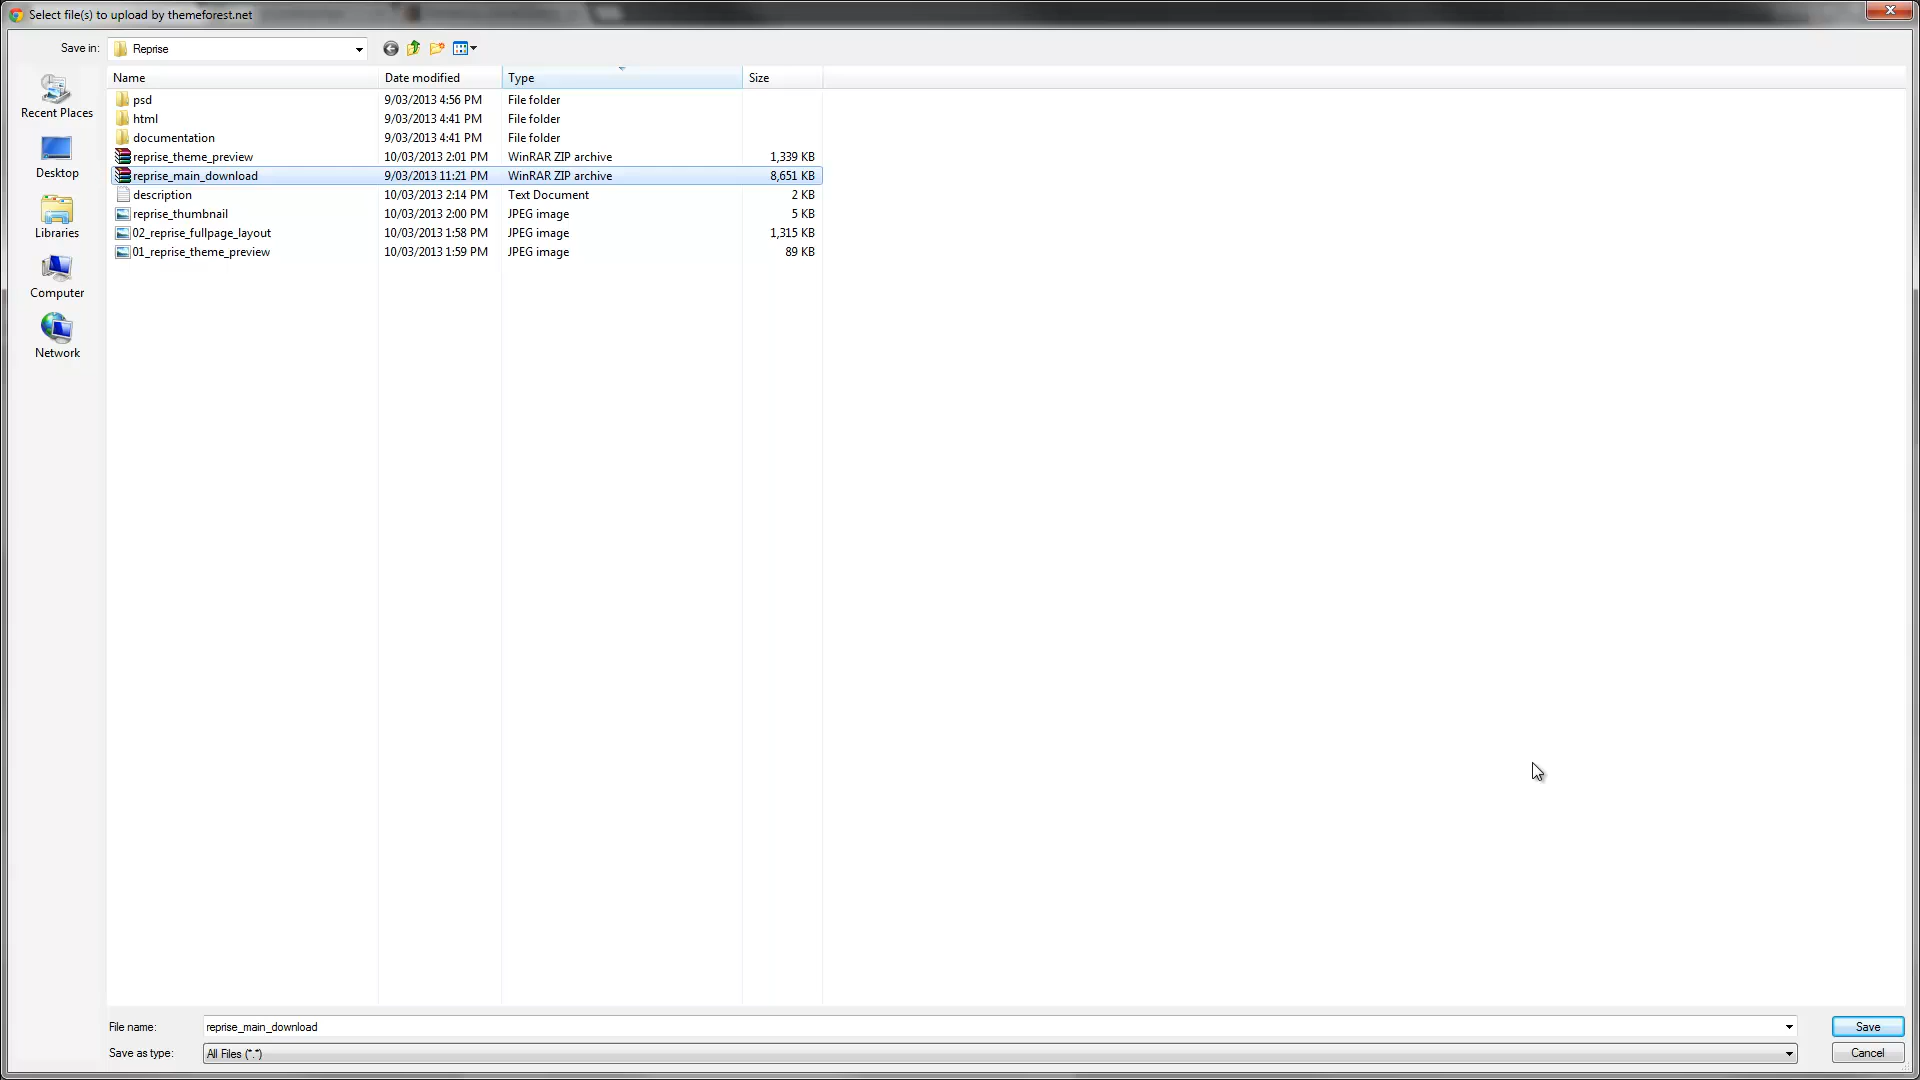 Select file(s) to upload by themeforest.net
Save in: Reprise
Name Date modified Type Size
psd 9/03/2013 4:56 PM File folder
html 9/03/2013 4:41 PM File folder
documentation 9/03/2013 4:41 PM File folder
reprise_theme_preview 10/03/2013 2:01 PM WinRAR ZIP archive 1,339 KB
reprise_main_download 9/03/2013 11:21 PM WinRAR ZIP archive 8,651 KB
description 10/03/2013 2:14 PM Text Document 2 KB
reprise_thumbnail 10/03/2013 2:00 PM JPEG image 5 KB
02_reprise_fullpage_layout 10/03/2013 1:58 PM JPEG image 1,315 KB
01_reprise_theme_preview 10/03/2013 1:59 PM JPEG image 89 KB
Recent Places
Desktop
Libraries
Computer
Network
File name: reprise_main_download Save
Save as type: All Files (*.*) Cancel